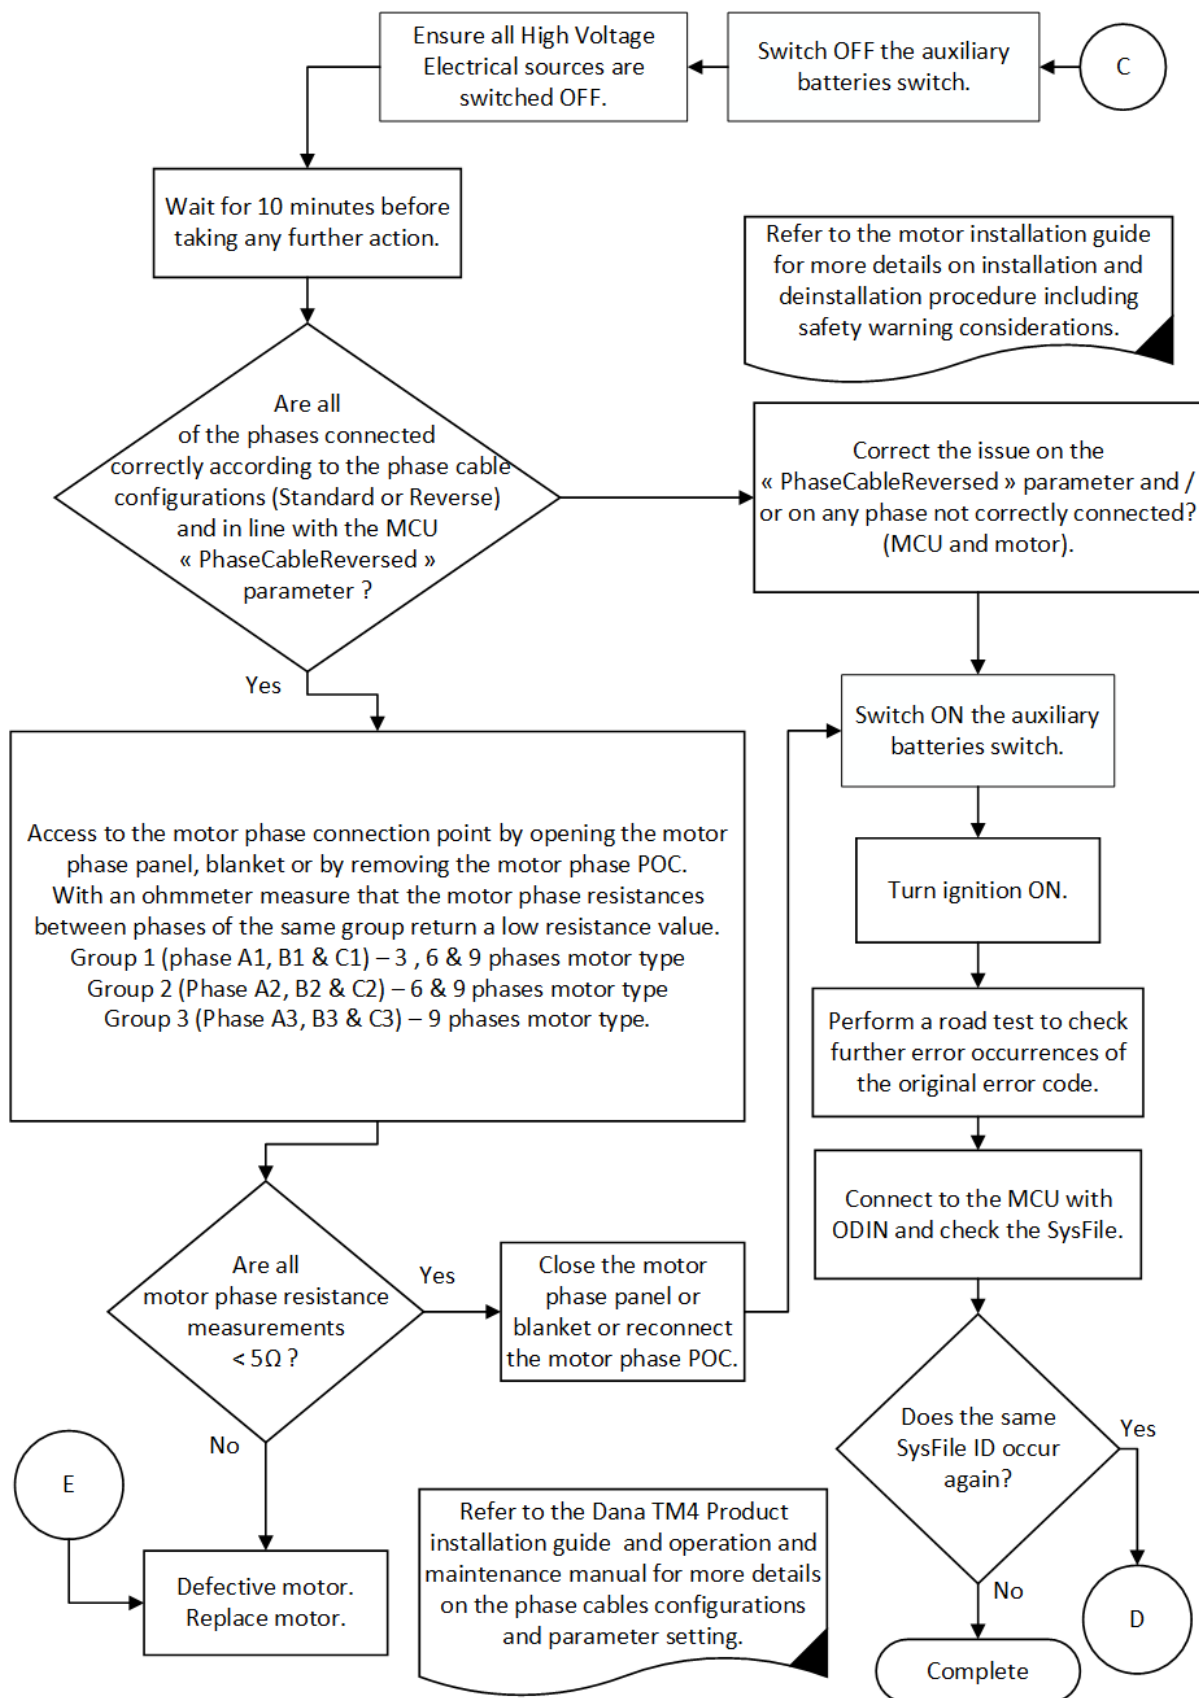 Ensure all High Voltage
Electrical sources are
switched OFF.
Switch OFF the auxiliary
batteries switch.
C
Wait for 10 minutes before
taking any further action.
Refer to the motor installation guide
for more details on installation and
deinstallation procedure including
safety warning considerations.
Are all
of the phases connected
correctly according to the phase cable
configurations (Standard or Reverse)
and in line with the MCU
« PhaseCableReversed »
parameter ?
Correct the issue on the
« PhaseCableReversed » parameter and /
or on any phase not correctly connected?
(MCU and motor).
Yes
Switch ON the auxiliary
batteries switch.
Access to the motor phase connection point by opening the motor
phase panel, blanket or by removing the motor phase POC.
With an ohmmeter measure that the motor phase resistances
between phases of the same group return a low resistance value.
Group 1 (phase A1, B1 & C1) – 3 , 6 & 9 phases motor type
Group 2 (Phase A2, B2 & C2) – 6 & 9 phases motor type
Group 3 (Phase A3, B3 & C3) – 9 phases motor type.
Turn ignition ON.
Perform a road test to check
further error occurrences of
the original error code.
Connect to the MCU with
ODIN and check the SysFile.
Are all
motor phase resistance
measurements
< 5Ω ?
Yes
Close the motor
phase panel or
blanket or reconnect
the motor phase POC.
No
Does the same
SysFile ID occur
again?
Yes
E
Defective motor.
Replace motor.
Refer to the Dana TM4 Product
installation guide and operation and
maintenance manual for more details
on the phase cables configurations
and parameter setting.
No
D
Complete